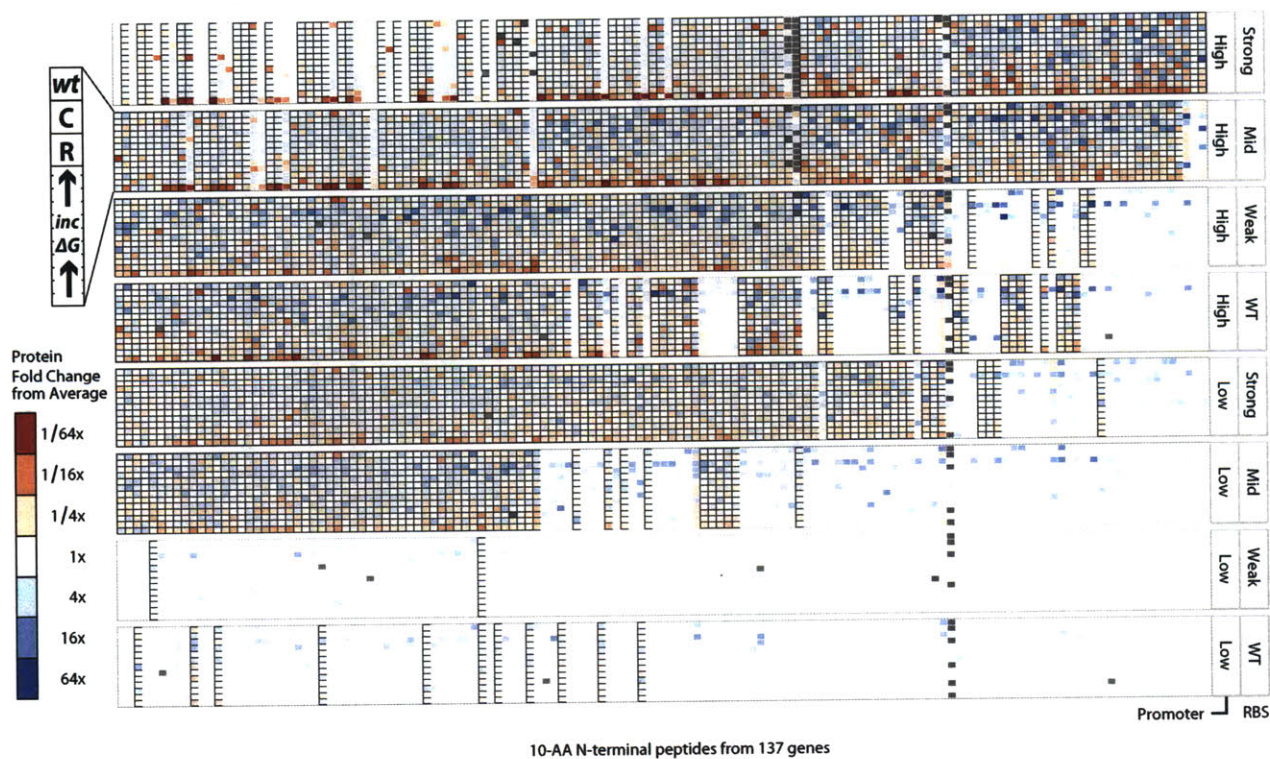 wt
C
R
inc
ΔG
Protein
Fold Change
from Average
1/64x
1/16x
1/4x
1x
4x
16x
64x
High Strong
High Mid
High Weak
High WT
Low Strong
Low Mid
Low Weak
Low WT
Promoter RBS
10-AA N-terminal peptides from 137 genes